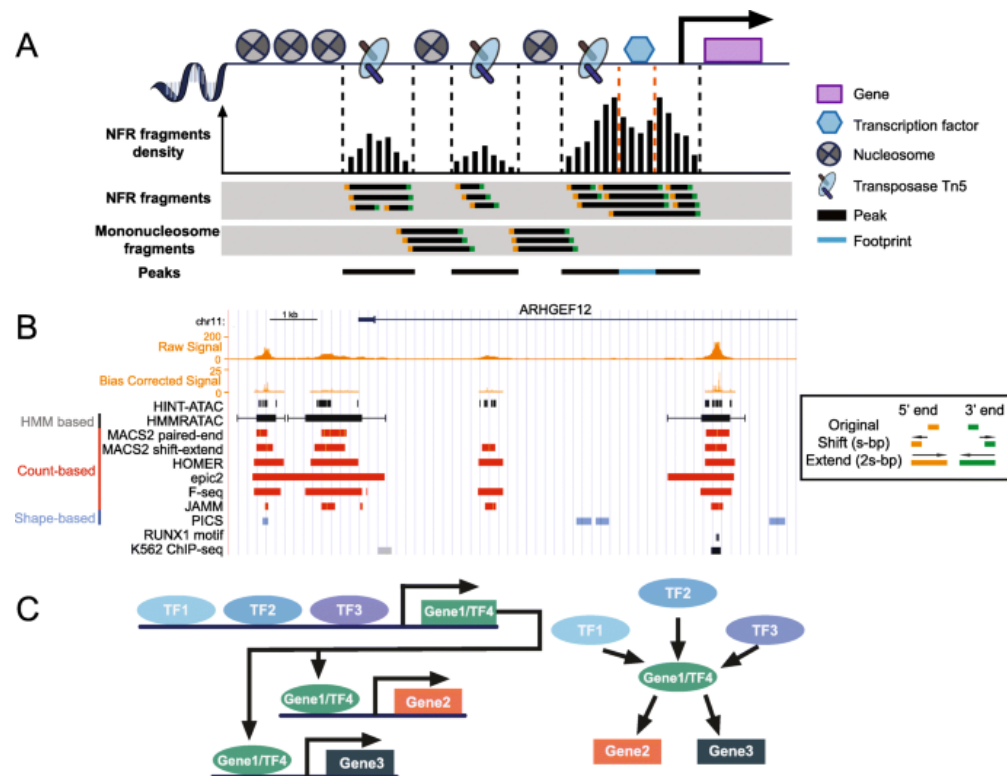 A
NFR fragments
density
NFR fragments
Mononucleosome
fragments
Peaks
Gene
Transcription factor
Nucleosome
Transposase Tn5
Peak
Footprint
B
chr11:
1 kb
ARHGEF12
200
Raw Signal
0
25
Bias Corrected Signal
0
HINT-ATAC
HMM based
HMMRATAC
MACS2 paired-end
MACS2 shift-extend
Count-based
HOMER
epic2
F-seq
JAMM
Shape-based
PICS
RUNX1 motif
K562 ChIP-seq
5' end 3' end
Original
Shift (s-bp)
Extend (2s-bp)
C
TF1 TF2 TF3 Gene1/TF4
Gene1/TF4 Gene2
Gene1/TF4 Gene3
TF2
TF1 TF3
Gene1/TF4
Gene2 Gene3